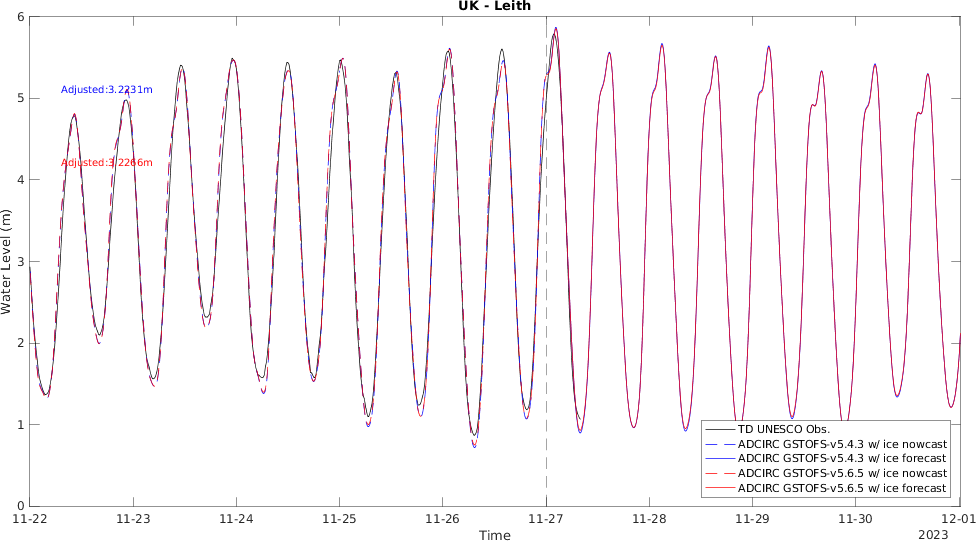 UK - Leith
6
5
4
3
2
1
0
Water Level (m)
Adjusted:3.2231m
Adjusted:3.2266m
TD UNESCO Obs.
ADCIRC GSTOFS-v5.4.3 w/ ice nowcast
ADCIRC GSTOFS-v5.4.3 w/ ice forecast
ADCIRC GSTOFS-v5.6.5 w/ ice nowcast
ADCIRC GSTOFS-v5.6.5 w/ ice forecast
11-22 11-23 11-24 11-25 11-26 11-27 11-28 11-29 11-30 12-01
Time
2023